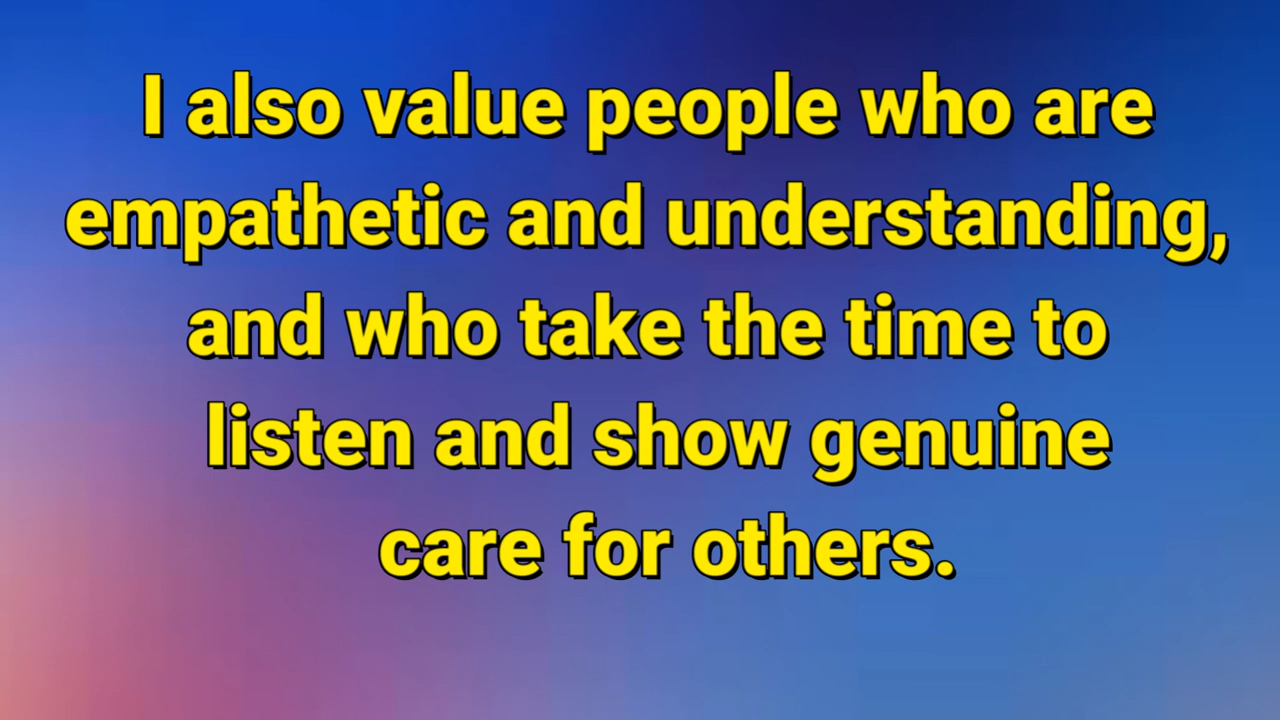 I also value people who are
empathetic and understanding,
and who take the time to
listen and show genuine
care for others.